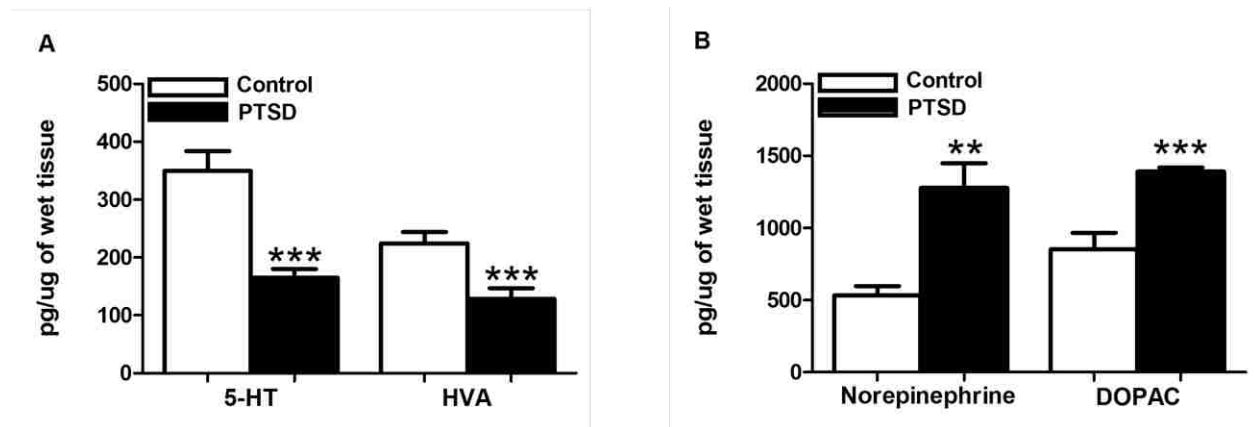 A
500
400
300
200
100
0
pg/ug of wet tissue
Control
PTSD
***
***
5-HT
HVA
B
2000
1500
1000
500
0
pg/ug of wet tissue
Control
PTSD
**
***
Norepinephrine
DOPAC